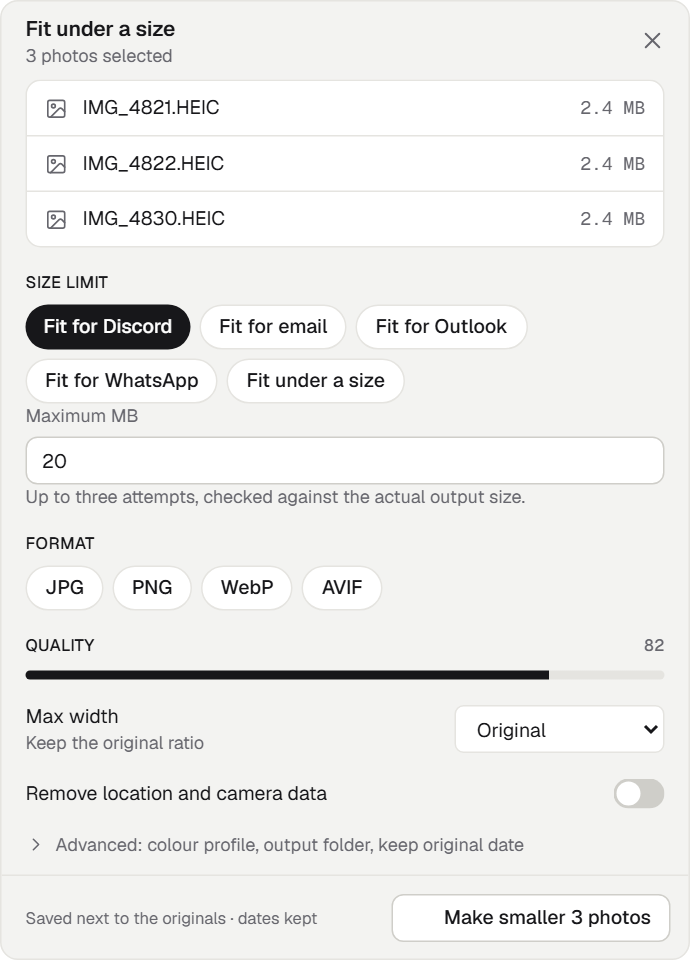 Fit under a size
3 photos selected
IMG_4821.HEIC 2.4 MB
IMG_4822.HEIC 2.4 MB
IMG_4830.HEIC 2.4 MB
SIZE LIMIT
Fit for Discord Fit for email Fit for Outlook
Fit for WhatsApp Fit under a size
Maximum MB
20
Up to three attempts, checked against the actual output size.
FORMAT
JPG PNG WebP AVIF
QUALITY 82
Max width
Keep the original ratio
Original
Remove location and camera data
Advanced: colour profile, output folder, keep original date
Saved next to the originals · dates kept
Make smaller 3 photos